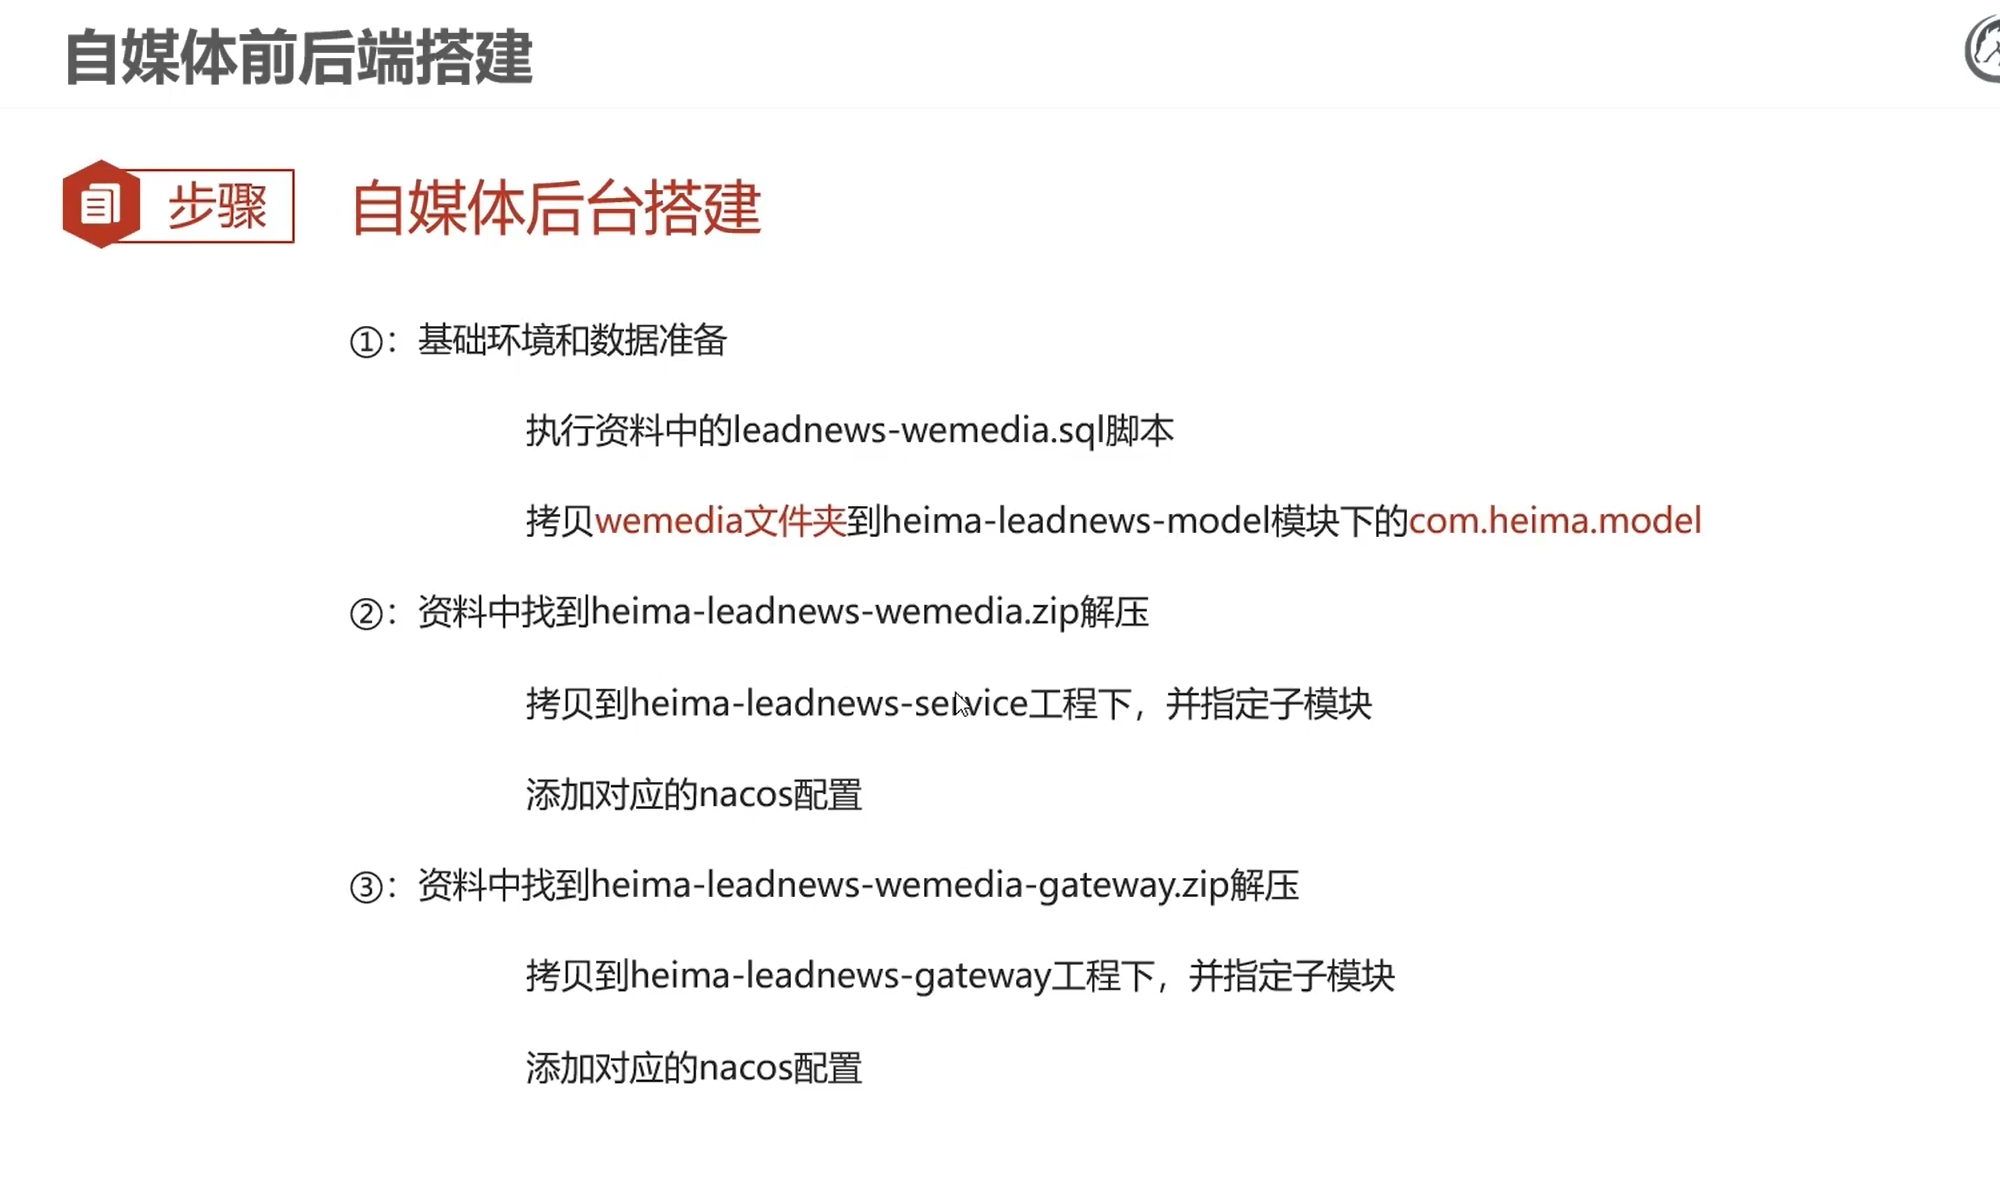 自媒体前后端搭建
步骤
自媒体后台搭建
①：基础环境和数据准备
执行资料中的leadnews-wemedia.sql脚本
拷贝wemedia文件夹到heima-leadnews-model模块下的com.heima.model
②：资料中找到heima-leadnews-wemedia.zip解压
拷贝到heima-leadnews-service工程下，并指定子模块
添加对应的nacos配置
③：资料中找到heima-leadnews-wemedia-gateway.zip解压
拷贝到heima-leadnews-gateway工程下，并指定子模块
添加对应的nacos配置